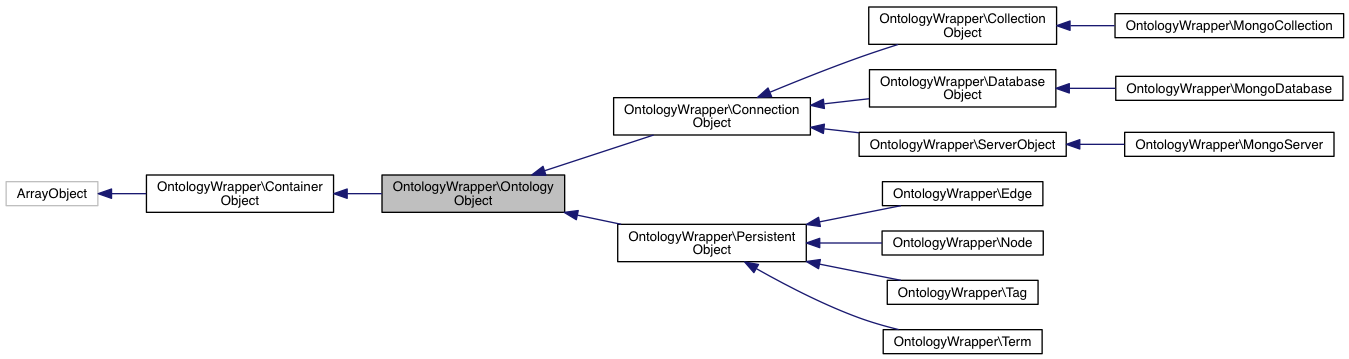 ArrayObject
OntologyWrapper\Container
Object
OntologyWrapper\Ontology
Object
OntologyWrapper\Connection
Object
OntologyWrapper\Collection
Object
OntologyWrapper\MongoCollection
OntologyWrapper\Database
Object
OntologyWrapper\MongoDatabase
OntologyWrapper\ServerObject
OntologyWrapper\MongoServer
OntologyWrapper\Persistent
Object
OntologyWrapper\Edge
OntologyWrapper\Node
OntologyWrapper\Tag
OntologyWrapper\Term